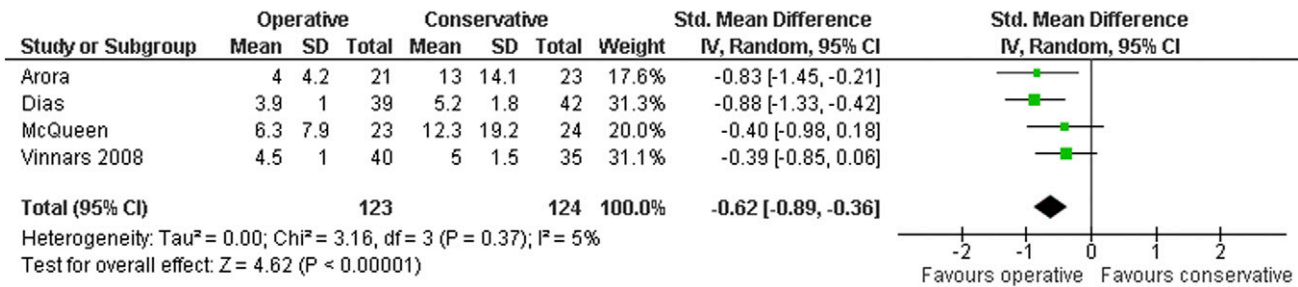 Operative Conservative Std. Mean Difference Std. Mean Difference
Study or Subgroup Mean SD Total Mean SD Total Weight IV, Random, 95% CI IV, Random, 95% CI
Arora 4 4.2 21 13 14.1 23 17.6% -0.83 [-1.45, -0.21]
Dias 3.9 1 39 5.2 1.8 42 31.3% -0.88 [-1.33, -0.42]
McQueen 6.3 7.9 23 12.3 19.2 24 20.0% -0.40 [-0.98, 0.18]
Vinnars 2008 4.5 1 40 5 1.5 35 31.1% -0.39 [-0.85, 0.06]
Total (95% CI) 123 124 100.0% -0.62 [-0.89, -0.36]
Heterogeneity: Tau² = 0.00; Chi² = 3.16, df = 3 (P = 0.37); I² = 5%
Test for overall effect: Z = 4.62 (P < 0.00001)
-2 -1 0 1 2
Favours operative Favours conservative